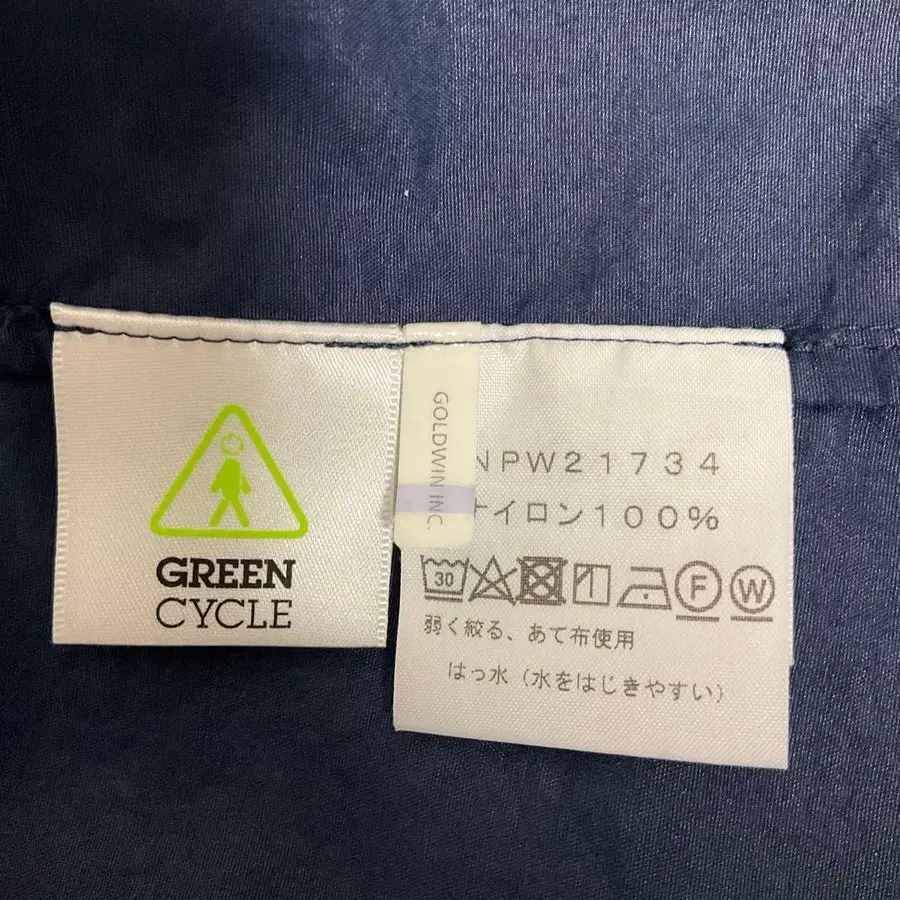 GREEN
CYCLE
GOLDWIN INC.
NPW21734
ナイロン100%
30
F
W
弱く絞る、あて布使用
はっ水（水をはじきやすい）